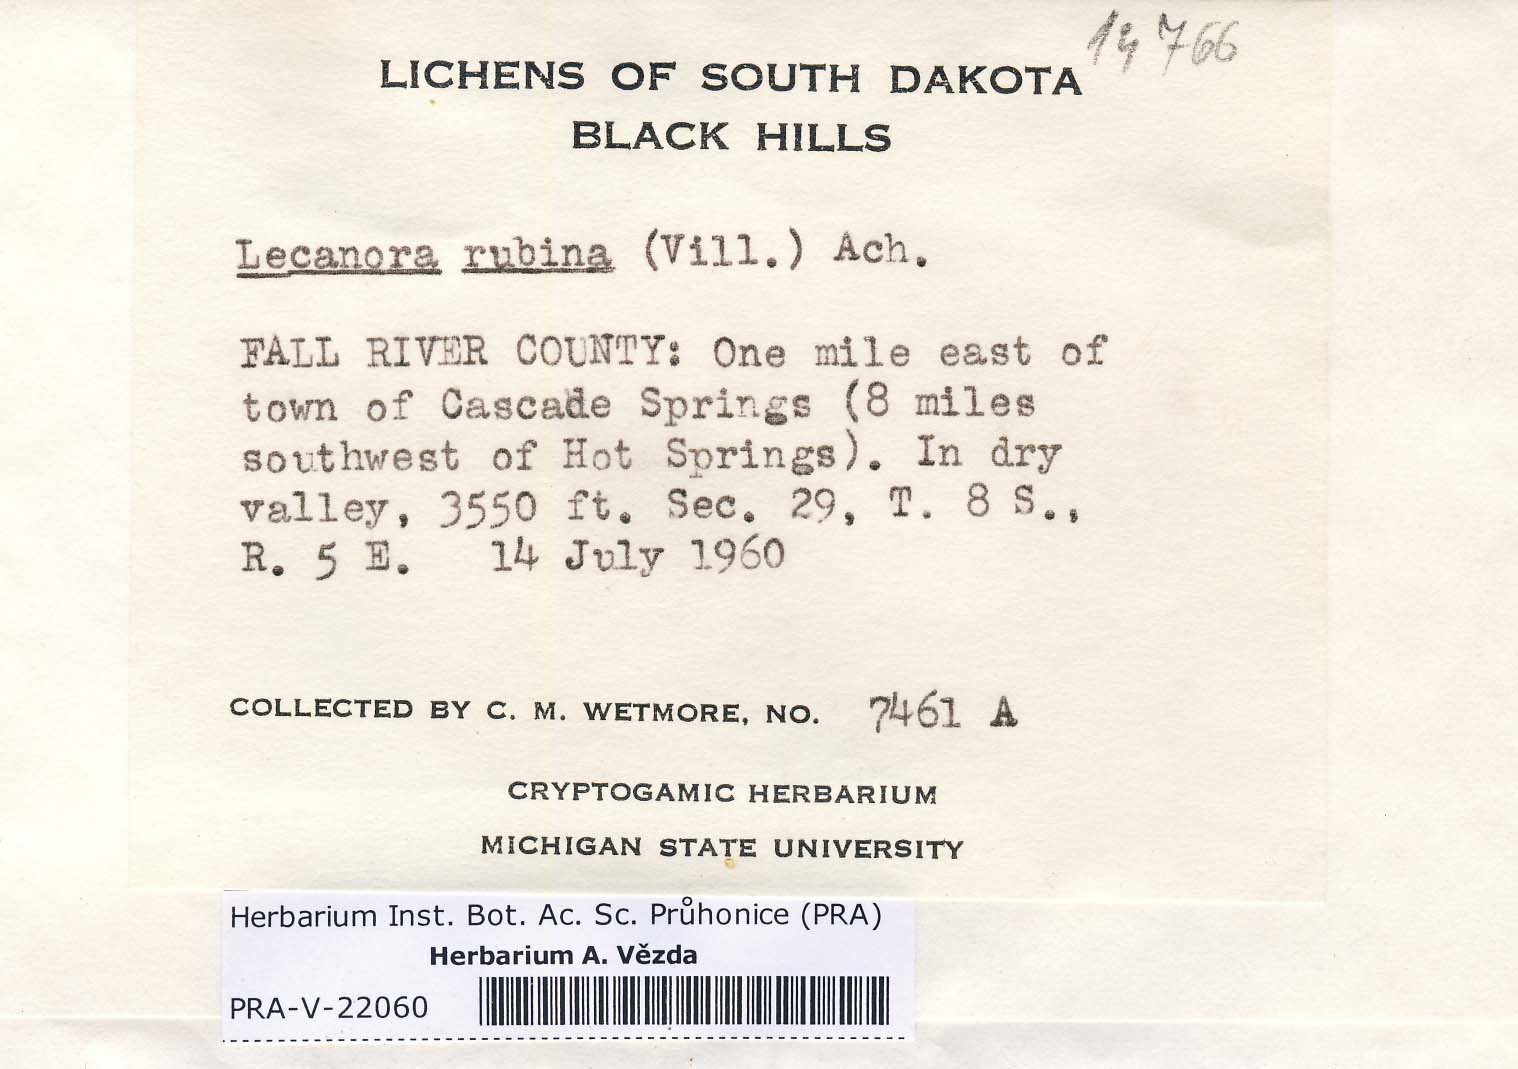 14766
LICHENS OF SOUTH DAKOTA
BLACK HILLS
Lecanora rubina (Vill.) Ach.
FALL RIVER COUNTY: One mile east of
town of Cascade Springs (8 miles
southwest of Hot Springs). In dry
valley, 3550 ft. Sec. 29, T. 8 S.,
R. 5 E. 14 July 1960
COLLECTED BY C. M. WETMORE, NO. 7461 A
CRYPTOGAMIC HERBARIUM
MICHIGAN STATE UNIVERSITY
Herbarium Inst. Bot. Ac. Sc. Průhonice (PRA)
Herbarium A. Vězda
PRA-V-22060